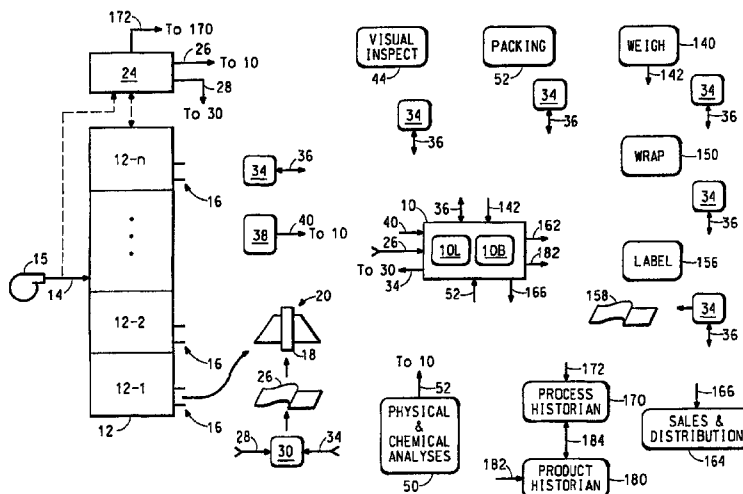 172
To 170
26
To 10
24
28
To 30
VISUAL
INSPECT
44
PACKING
52
WEIGH
140
142
34
36
34
36
34
36
12-n
16
34
36
38
40
To 10
WRAP
150
34
36
15
14
10
36
142
40
26
10L
10B
162
182
To 30
34
52
166
LABEL
156
158
34
36
12-2
16
20
18
12-1
16
12
26
28
30
34
To 10
52
PHYSICAL
&
CHEMICAL
ANALYSES
50
172
PROCESS
HISTORIAN
170
184
182
PRODUCT
HISTORIAN
180
166
SALES &
DISTRIBUTION
164